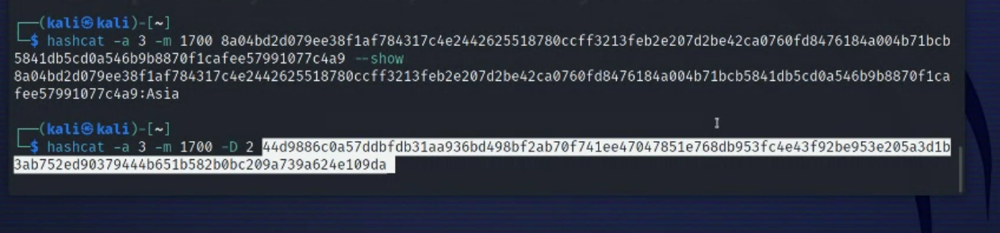 ┌──(kali㉿kali)-[~]
└─$ hashcat -a 3 -m 1700 8a04bd2d079ee38f1af784317c4e2442625518780ccff3213feb2e207d2be42ca0760fd8476184a004b71bcb
5841db5cd0a546b9b8870f1cafee57991077c4a9 --show
8a04bd2d079ee38f1af784317c4e2442625518780ccff3213feb2e207d2be42ca0760fd8476184a004b71bcb5841db5cd0a546b9b8870f1ca
fee57991077c4a9:Asia
┌──(kali㉿kali)-[~]
└─$ hashcat -a 3 -m 1700 -D 2 44d9886c0a57ddbfdb31aa936bd498bf2ab70f741ee47047851e768db953fc4e43f92be953e205a3d1b
3ab752ed90379444b651b582b0bc209a739a624e109da